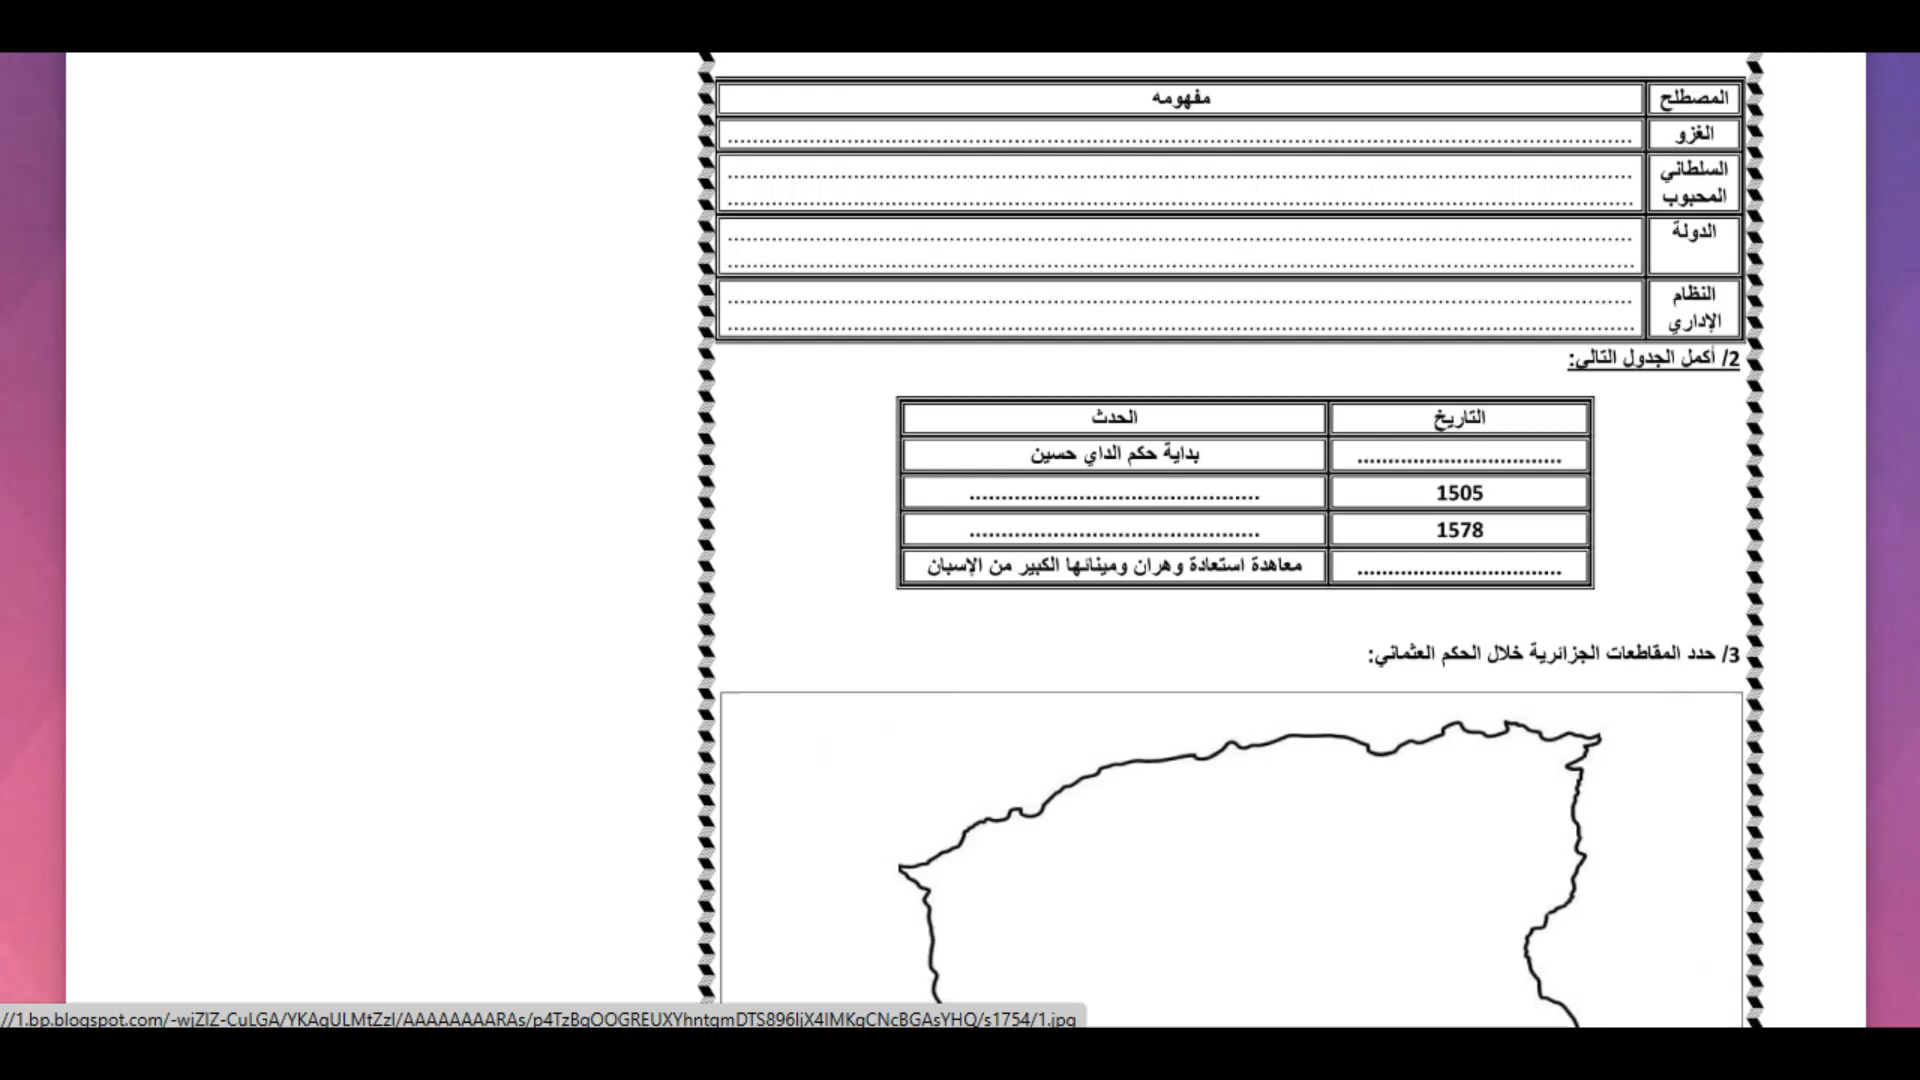 المصطلح مفهومه
الغزو ........................................
السلطاني ........................................
المحبوب ........................................
الدولة ........................................
........................................
النظام ........................................
الإداري ........................................
2/ أكمل الجدول التالي:
التاريخ الحدث
................................ بداية حكم الداي حسين
1505 .............................................
1578 .............................................
................................ معاهدة استعادة وهران ومينائها الكبير من الإسبان
3/ حدد المقاطعات الجزائرية خلال الحكم العثماني:
//1.bp.blogspot.com/-wjZIZ-CuLGA/YKAqULMtZzI/AAAAAAAARAs/p4TzBqOOGREUXYhntqmDTS896IjX4IMKgCNcBGAsYHQ/s1754/1.jpg